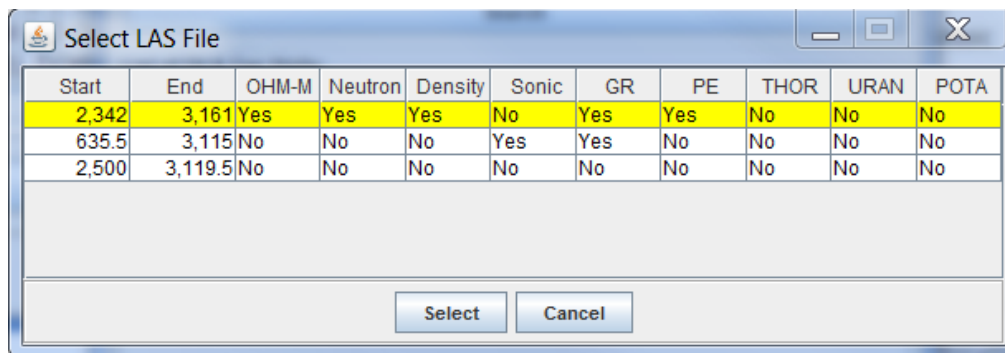 Select LAS File
Start End OHM-M Neutron Density Sonic GR PE THOR URAN POTA
2,342 3,161 Yes Yes Yes No Yes Yes No No No
635.5 3,115 No No No Yes Yes No No No No
2,500 3,119.5 No No No No No No No No No
Select Cancel